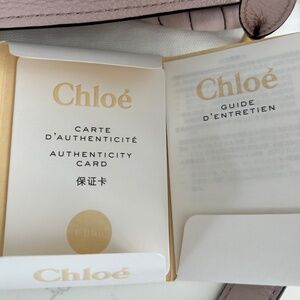 Chloé
CARTE
D'AUTHENTICITÉ
AUTHENTICITY
CARD
保证卡
Chloé
Chloé
GUIDE
D'ENTRETIEN